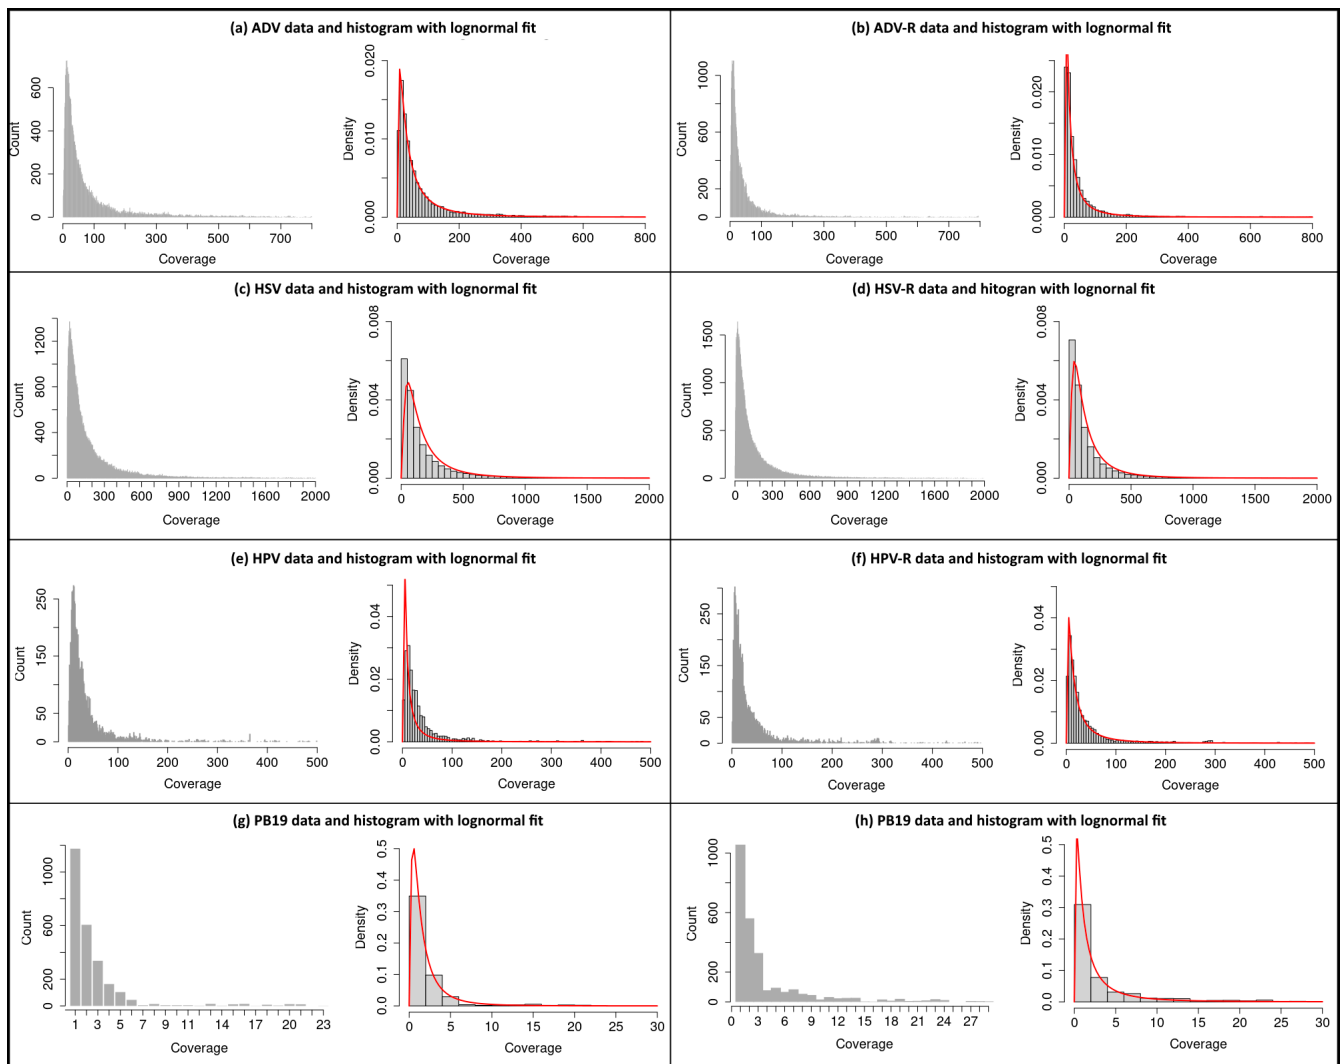 (a) ADV data and histogram with lognormal fit
Count
0 200 400 600
0 100 300 500 700
Coverage
Density
0.000 0.010 0.020
0 200 400 600 800
Coverage
(b) ADV-R data and histogram with lognormal fit
Count
0 200 400 600 1000
0 100 300 500 700
Coverage
Density
0.000 0.010 0.020
0 200 400 600 800
Coverage
(c) HSV data and histogram with lognormal fit
Count
0 400 800 1200
0 300 600 900 1200 1600 2000
Coverage
Density
0.000 0.004 0.008
0 500 1000 1500 2000
Coverage
(d) HSV-R data and hitogran with lognornal fit
Count
0 500 1000 1500
0 300 600 900 1200 1600 2000
Coverage
Density
0.000 0.004 0.008
0 500 1000 1500 2000
Coverage
(e) HPV data and histogram with lognormal fit
Count
0 50 150 250
0 100 200 300 400 500
Coverage
Density
0.00 0.02 0.04
0 100 200 300 400 500
Coverage
(f) HPV-R data and histogram with lognormal fit
Count
0 50 150 250
0 100 200 300 400 500
Coverage
Density
0.00 0.02 0.04
0 100 200 300 400 500
Coverage
(g) PB19 data and histogram with lognormal fit
Count
0 200 600 1000
1 3 5 7 9 11 14 17 20 23
Coverage
Density
0.0 0.1 0.2 0.3 0.4 0.5
0 5 10 15 20 25 30
Coverage
(h) PB19 data and histogram with lognormal fit
Count
0 200 600 1000
0 3 6 9 12 15 18 21 24 27
Coverage
Density
0.0 0.1 0.2 0.3 0.4 0.5
0 5 10 15 20 25 30
Coverage